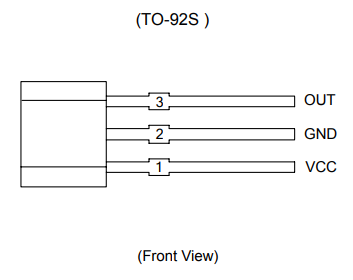 (TO-92S )
3 OUT
2 GND
1 VCC
(Front View)